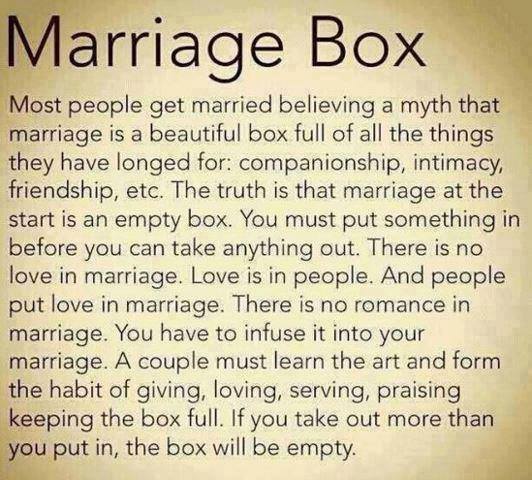 Marriage Box
Most people get married believing a myth that
marriage is a beautiful box full of all the things
they have longed for: companionship, intimacy,
friendship, etc. The truth is that marriage at the
start is an empty box. You must put something in
before you can take anything out. There is no
love in marriage. Love is in people. And people
put love in marriage. There is no romance in
marriage. You have to infuse it into your
marriage. A couple must learn the art and form
the habit of giving, loving, serving, praising
keeping the box full. If you take out more than
you put in, the box will be empty.